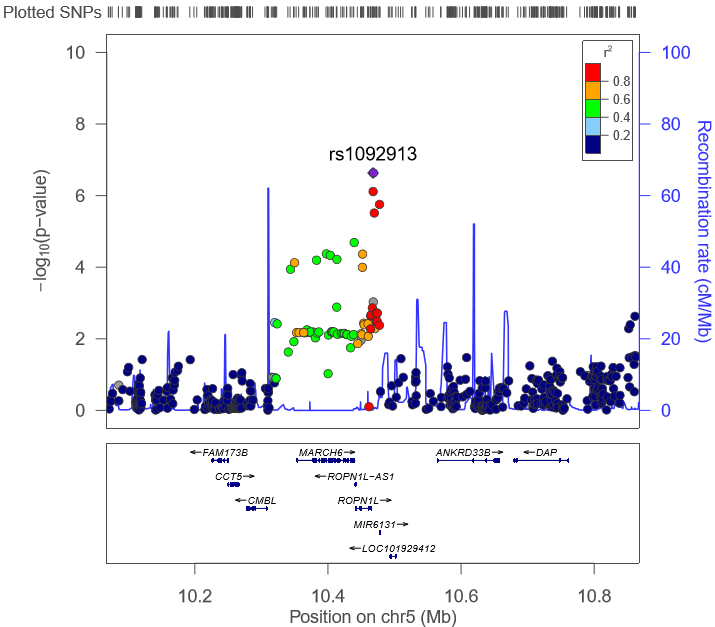 Plotted SNPs
10
8
6
4
2
0
−log10(p−value)
100
80
60
40
20
0
Recombination rate (cM/Mb)
r2
0.8
0.6
0.4
0.2
rs1092913
←FAM173B
MARCH6→
ANKRD33B→
←DAP
CCT5→
←ROPN1L−AS1
←CMBL
ROPN1L→
MIR6131→
←LOC101929412
10.2
10.4
10.6
10.8
Position on chr5 (Mb)